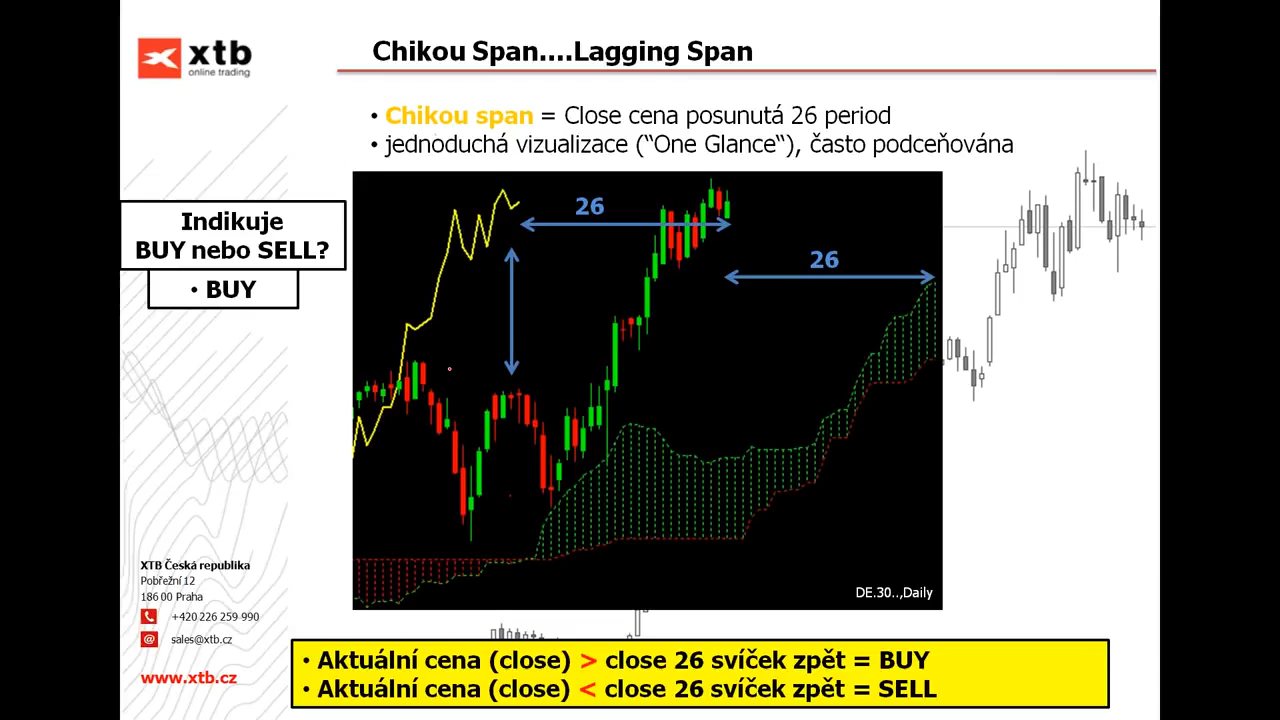 xtb
online trading
Chikou Span....Lagging Span
• Chikou span = Close cena posunutá 26 period
• jednoduchá vizualizace (“One Glance“), často podceňována
Indikuje
BUY nebo SELL?
• BUY
26
26
DE.30..,Daily
XTB Česká republika
Pobřežní 12
186 00 Praha
+420 226 259 990
@ sales@xtb.cz
www.xtb.cz
• Aktuální cena (close) > close 26 svíček zpět = BUY
• Aktuální cena (close) < close 26 svíček zpět = SELL